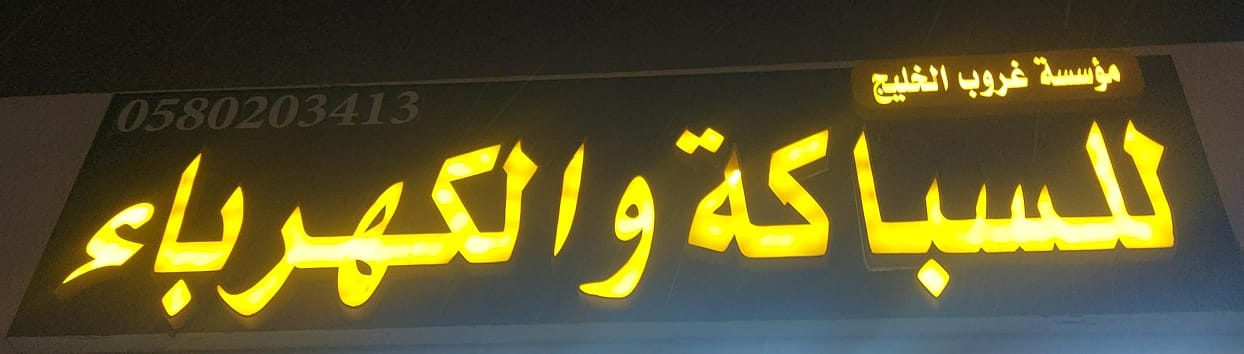 مؤسسة غروب الخليج
0580203413
للسباكة والكهرباء